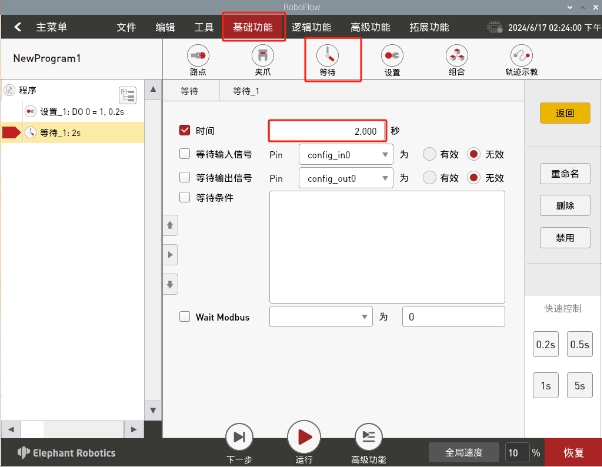 RoboFlow
主菜单 文件 编辑 工具 基础功能 逻辑功能 高级功能 拓展功能 2024/6/17 02:24:00 下午
NewProgram1
路点 夹爪 等待 设置 组合 轨迹示教
程序
设置_1: DO 0 = 1, 0.2s
等待_1: 2s
等待 等待_1
时间 2.000 秒
等待输入信号 Pin config_in0 为 有效 无效
等待输出信号 Pin config_out0 为 有效 无效
等待条件
Wait Modbus 为 0
返回
重命名
删除
禁用
快速控制
0.2s 0.5s
1s 5s
下一步 运行 高级功能
Elephant Robotics
全局速度 10 % 恢复